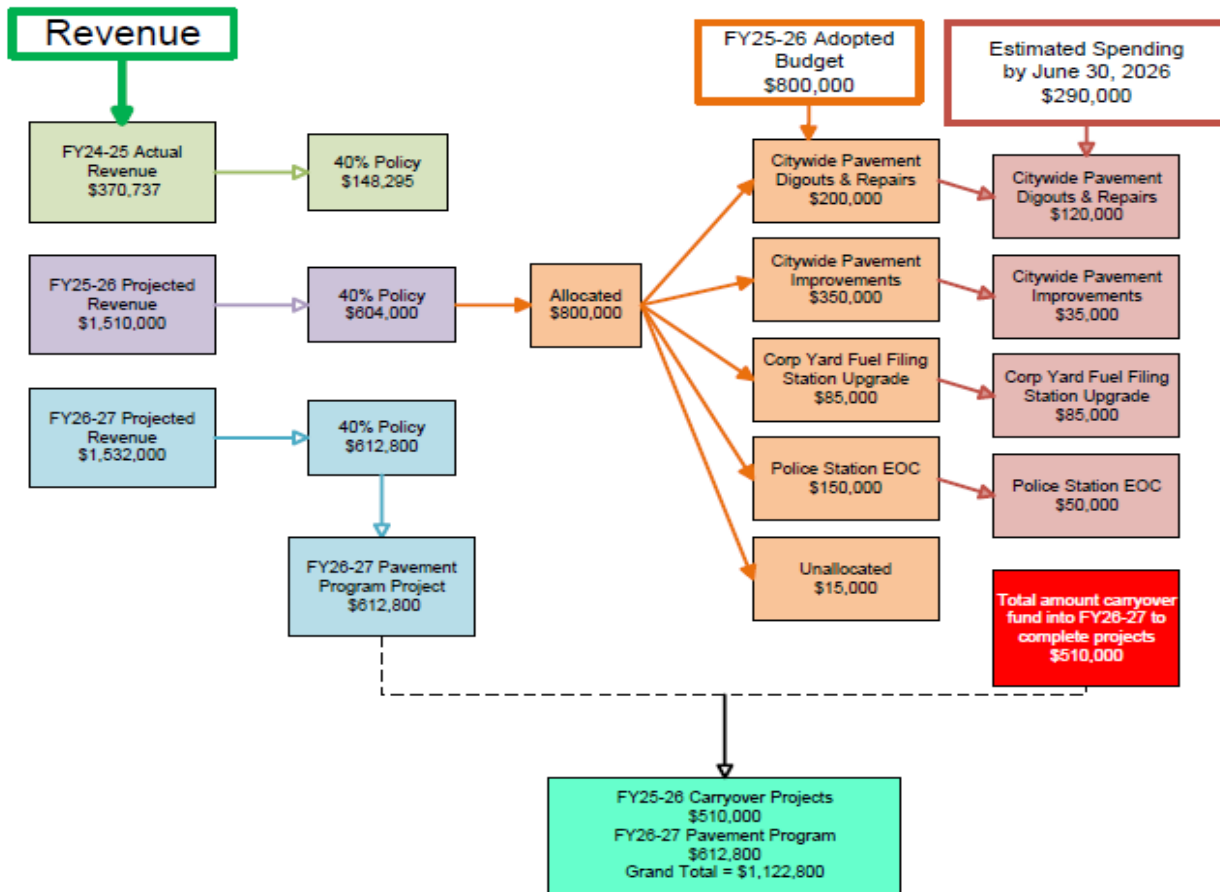 Revenue
FY24-25 Actual
Revenue
$370,737
40% Policy
$148,295
FY25-26 Projected
Revenue
$1,510,000
40% Policy
$604,000
Allocated
$800,000
FY26-27 Projected
Revenue
$1,532,000
40% Policy
$612,800
FY26-27 Pavement
Program Project
$612,800
FY25-26 Adopted
Budget
$800,000
Citywide Pavement
Digouts & Repairs
$200,000
Citywide Pavement
Improvements
$350,000
Corp Yard Fuel Filing
Station Upgrade
$85,000
Police Station EOC
$150,000
Unallocated
$15,000
Estimated Spending
by June 30, 2026
$290,000
Citywide Pavement
Digouts & Repairs
$120,000
Citywide Pavement
Improvements
$35,000
Corp Yard Fuel Filing
Station Upgrade
$85,000
Police Station EOC
$50,000
Total amount carryover
fund into FY26-27 to
complete projects
$510,000
FY25-26 Carryover Projects
$510,000
FY26-27 Pavement Program
$612,800
Grand Total = $1,122,800